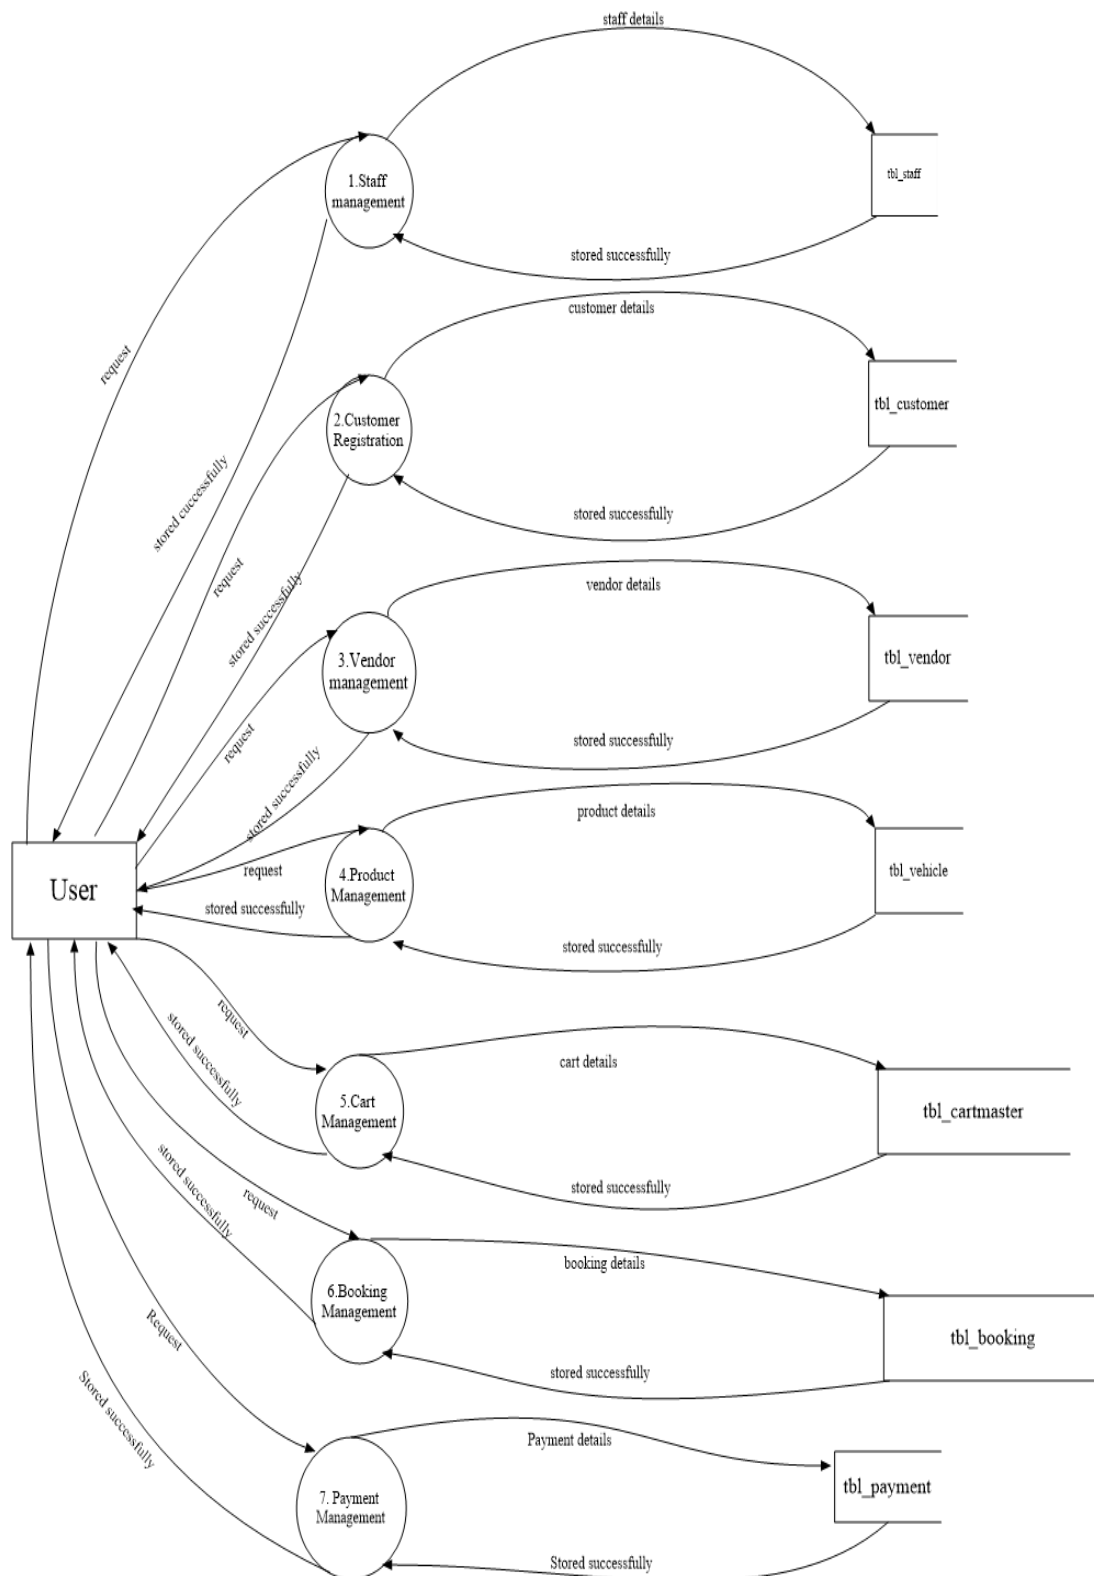 staff details
1.Staff
management
tbl_staff
stored successfully
request
customer details
2.Customer
Registration
tbl_customer
stored cuccessfully
stored successfully
request
vendor details
stored successfully
3.Vendor
management
tbl_vendor
request
stored successfully
stored successfully
product details
request
4.Product
Management
tbl_vehicle
User
stored successfully
stored successfully
request
stored successfully
cart details
5.Cart
Management
tbl_cartmaster
stored successfully
stored successfully
request
booking details
6.Booking
Management
tbl_booking
Request
stored successfully
Stored successfully
Payment details
7. Payment
Management
tbl_payment
Stored successfully